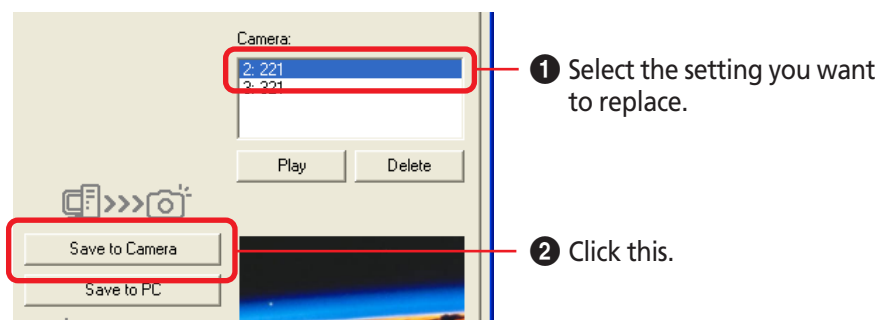 Camera:
2: 221
3: 321
❶ Select the setting you want
to replace.
Play Delete
Save to Camera
❷ Click this.
Save to PC